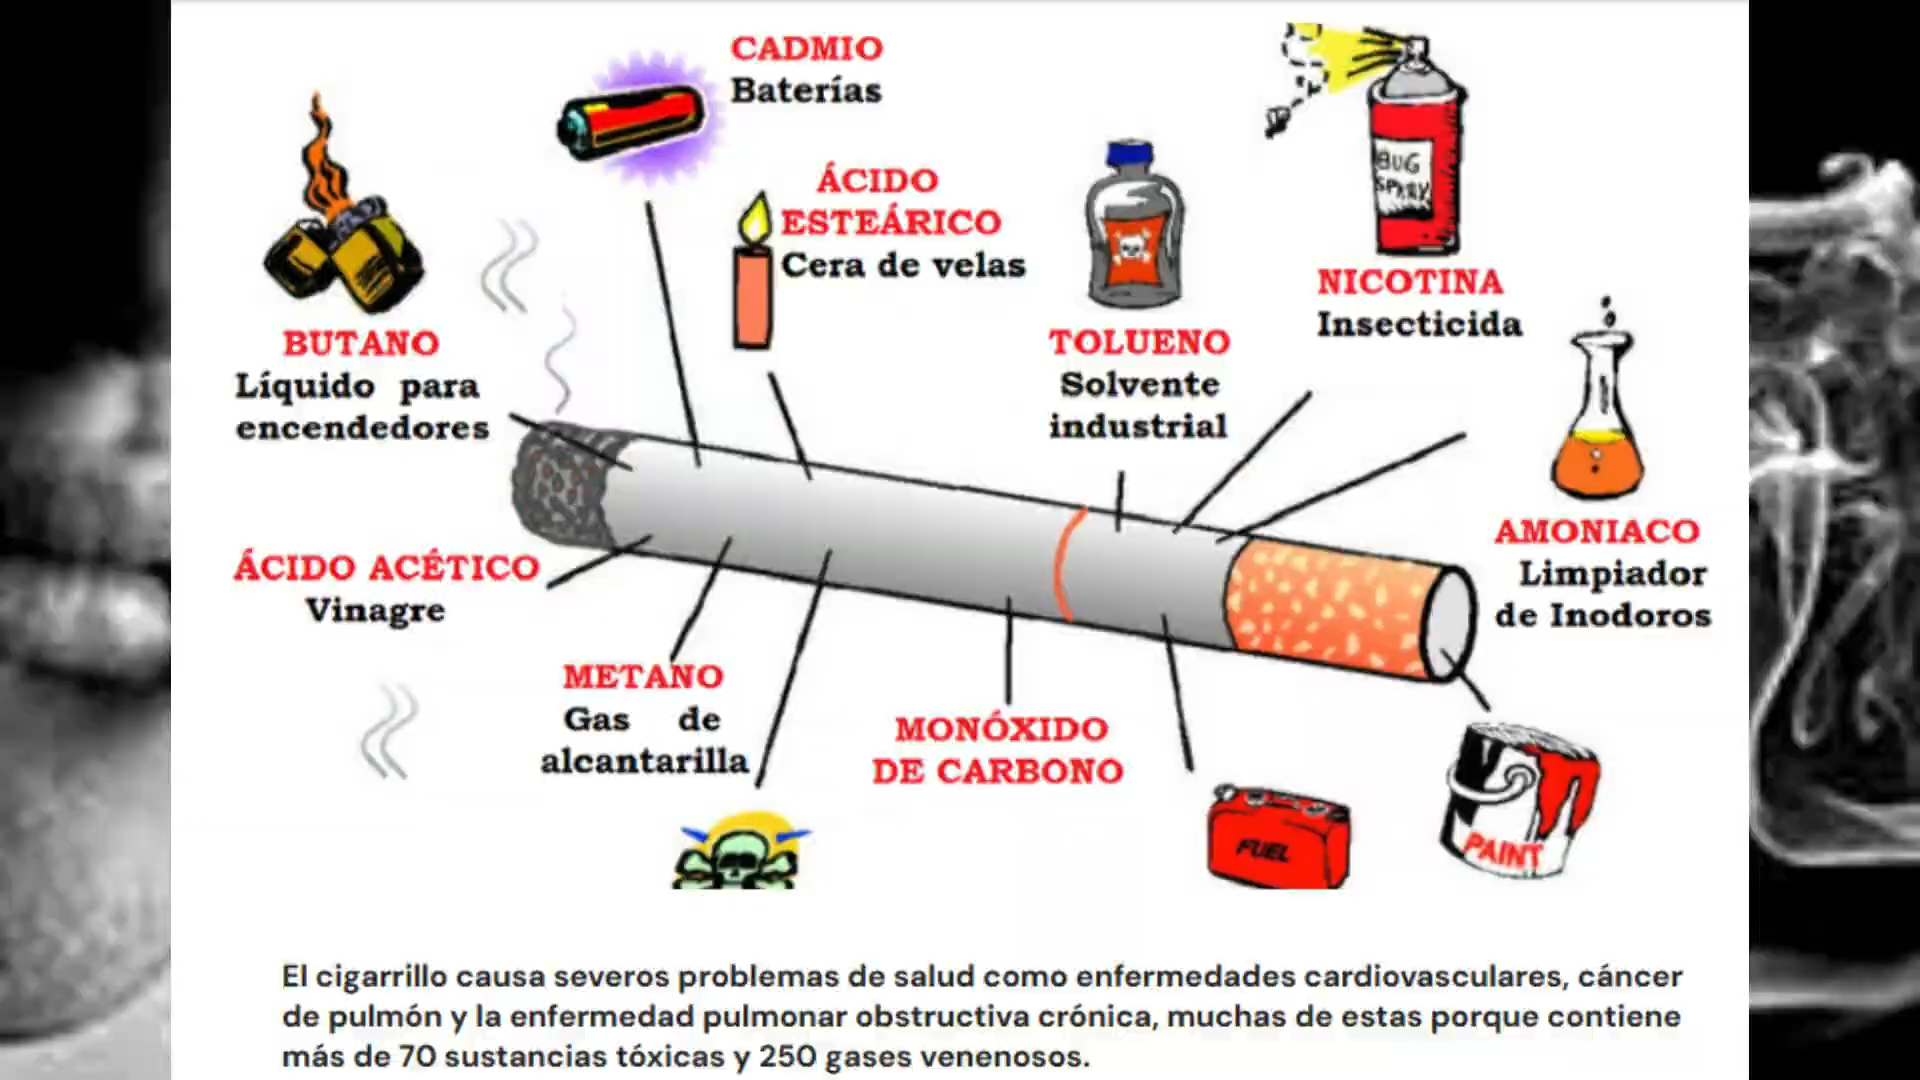 CADMIO
Baterías
BUG
SPRAY
ÁCIDO
ESTEÁRICO
Cera de velas
NICOTINA
Insecticida
BUTANO
Líquido para
encendedores
TOLUENO
Solvente
industrial
AMONIACO
Limpiador
de Inodoros
ÁCIDO ACÉTICO
Vinagre
METANO
Gas de
alcantarilla
MONÓXIDO
DE CARBONO
FUEL
PAINT
El cigarrillo causa severos problemas de salud como enfermedades cardiovasculares, cáncer
de pulmón y la enfermedad pulmonar obstructiva crónica, muchas de estas porque contiene
más de 70 sustancias tóxicas y 250 gases venenosos.